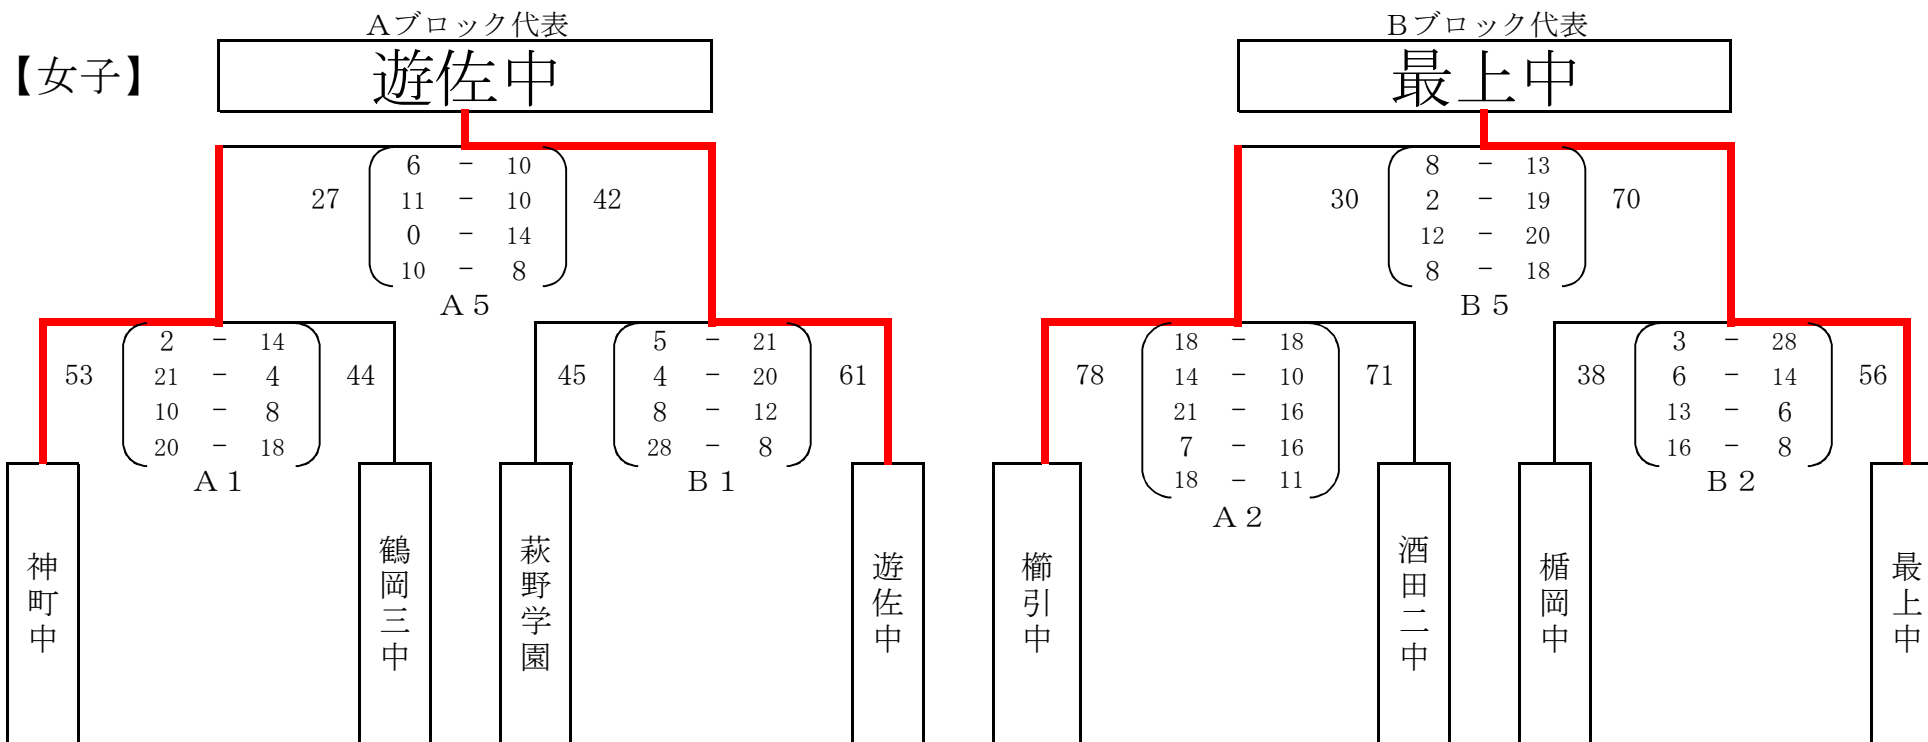 【女子】
Aブロック代表
遊佐中
27
6 - 10
11 - 10
0 - 14
10 - 8
42
A 5
53
2 - 14
21 - 4
10 - 8
20 - 18
44
A 1
45
5 - 21
4 - 20
8 - 12
28 - 8
61
B 1
神町中
鶴岡三中
萩野学園
遊佐中
Bブロック代表
最上中
30
8 - 13
2 - 19
12 - 20
8 - 18
70
B 5
78
18 - 18
14 - 10
21 - 16
7 - 16
18 - 11
71
A 2
38
3 - 28
6 - 14
13 - 6
16 - 8
56
B 2
櫛引中
酒田二中
楯岡中
最上中